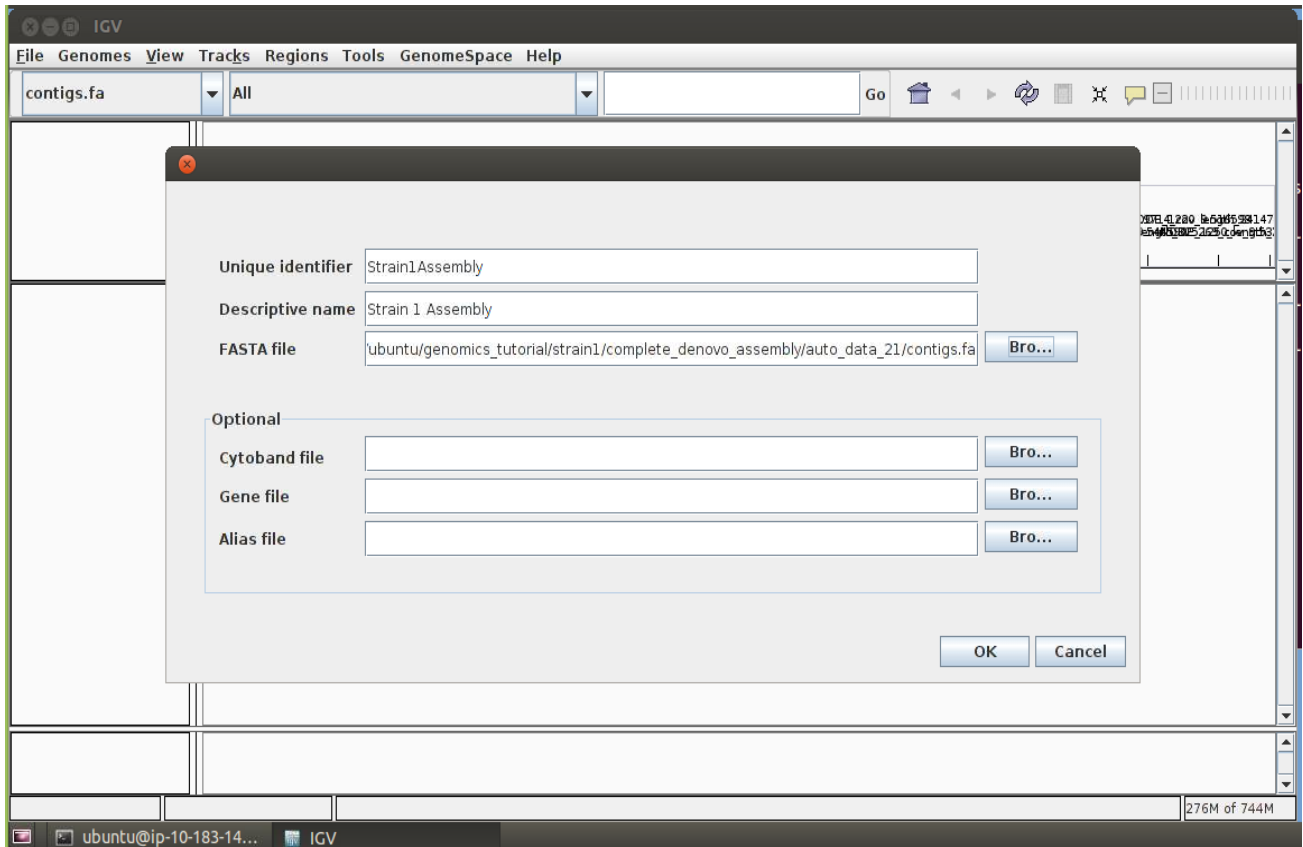 IGV
File Genomes View Tracks Regions Tools GenomeSpace Help
contigs.fa All Go
Unique identifier Strain1Assembly
Descriptive name Strain 1 Assembly
FASTA file ubuntu/genomics_tutorial/strain1/complete_denovo_assembly/auto_data_21/contigs.fa Bro...
Optional
Cytoband file Bro...
Gene file Bro...
Alias file Bro...
OK Cancel
276M of 744M
ubuntu@ip-10-183-14... IGV